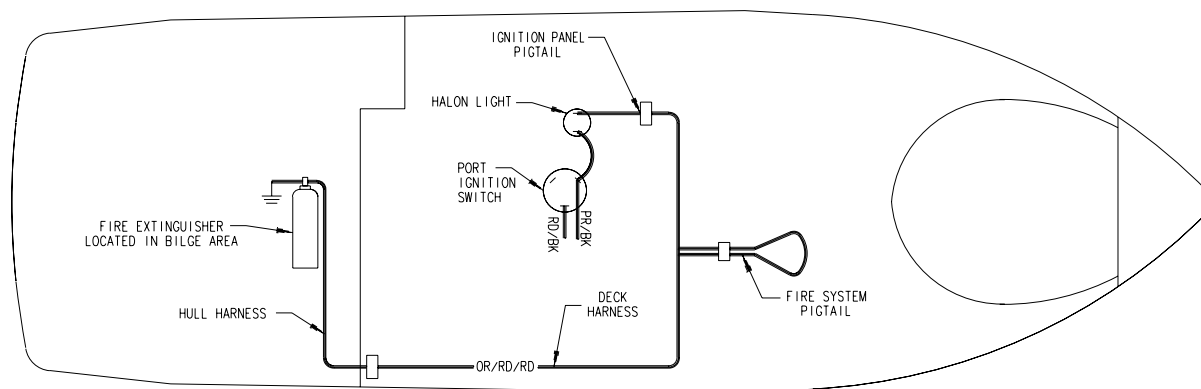 IGNITION PANEL
PIGTAIL
HALON LIGHT
PORT
IGNITION
SWITCH
RD/BK
PR/BK
FIRE EXTINGUISHER
LOCATED IN BILGE AREA
HULL HARNESS
DECK
HARNESS
FIRE SYSTEM
PIGTAIL
OR/RD/RD